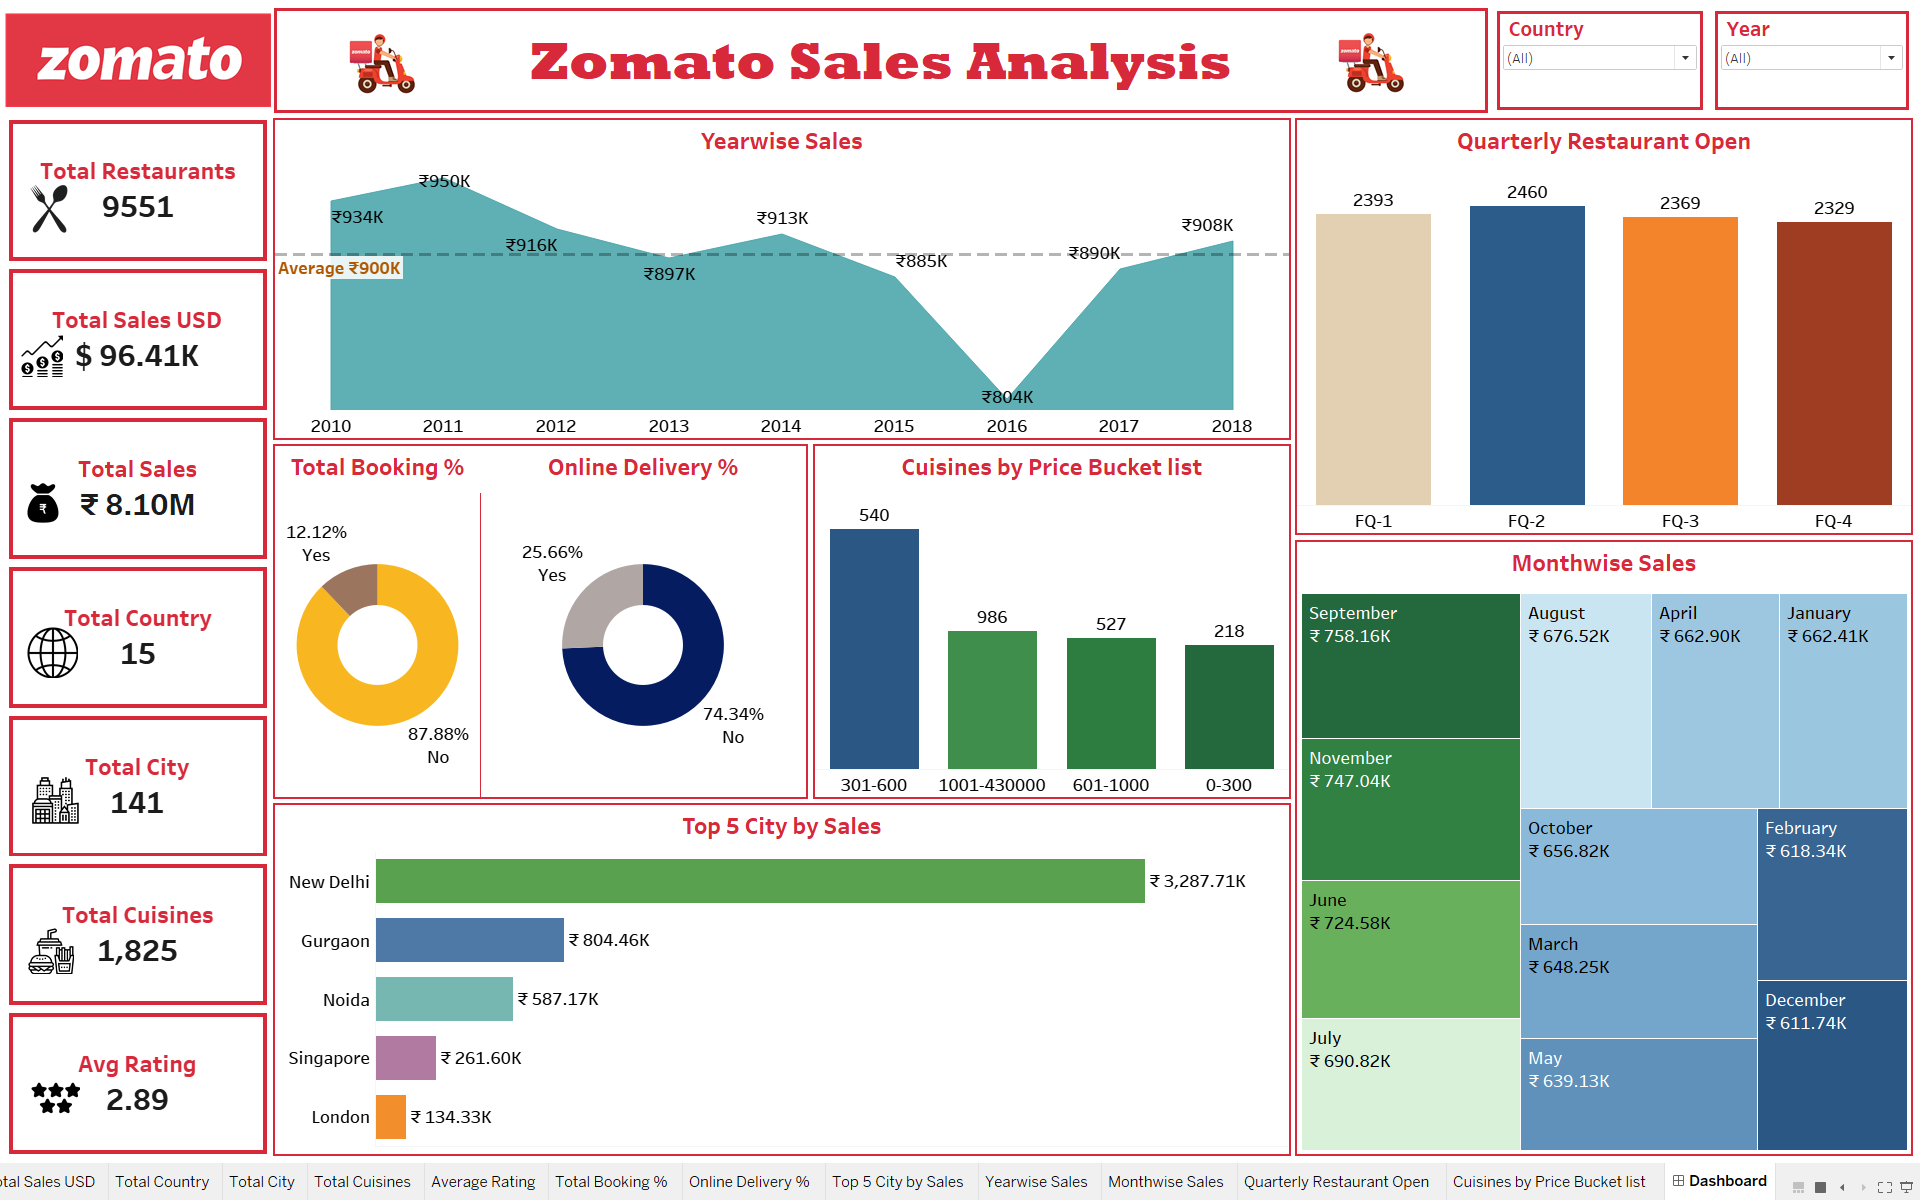 zomato
Zomato Sales Analysis
Country
(All)
Year
(All)
Total Restaurants
9551
Total Sales USD
$ 96.41K
Total Sales
₹ 8.10M
Total Country
15
Total City
141
Total Cuisines
1,825
Avg Rating
2.89
Yearwise Sales
₹934K
₹950K
₹916K
₹897K
₹913K
₹885K
₹804K
₹890K
₹908K
Average ₹900K
2010 2011 2012 2013 2014 2015 2016 2017 2018
Quarterly Restaurant Open
2393 2460 2369 2329
FQ-1 FQ-2 FQ-3 FQ-4
Total Booking %
12.12%
Yes
87.88%
No
Online Delivery %
25.66%
Yes
74.34%
No
Cuisines by Price Bucket list
540 986 527 218
301-600 1001-430000 601-1000 0-300
Top 5 City by Sales
New Delhi ₹ 3,287.71K
Gurgaon ₹ 804.46K
Noida ₹ 587.17K
Singapore ₹ 261.60K
London ₹ 134.33K
Monthwise Sales
September
₹ 758.16K
November
₹ 747.04K
June
₹ 724.58K
July
₹ 690.82K
August
₹ 676.52K
April
₹ 662.90K
January
₹ 662.41K
October
₹ 656.82K
March
₹ 648.25K
May
₹ 639.13K
February
₹ 618.34K
December
₹ 611.74K
otal Sales USD Total Country Total City Total Cuisines Average Rating Total Booking % Online Delivery % Top 5 City by Sales Yearwise Sales Monthwise Sales Quarterly Restaurant Open Cuisines by Price Bucket list Dashboard